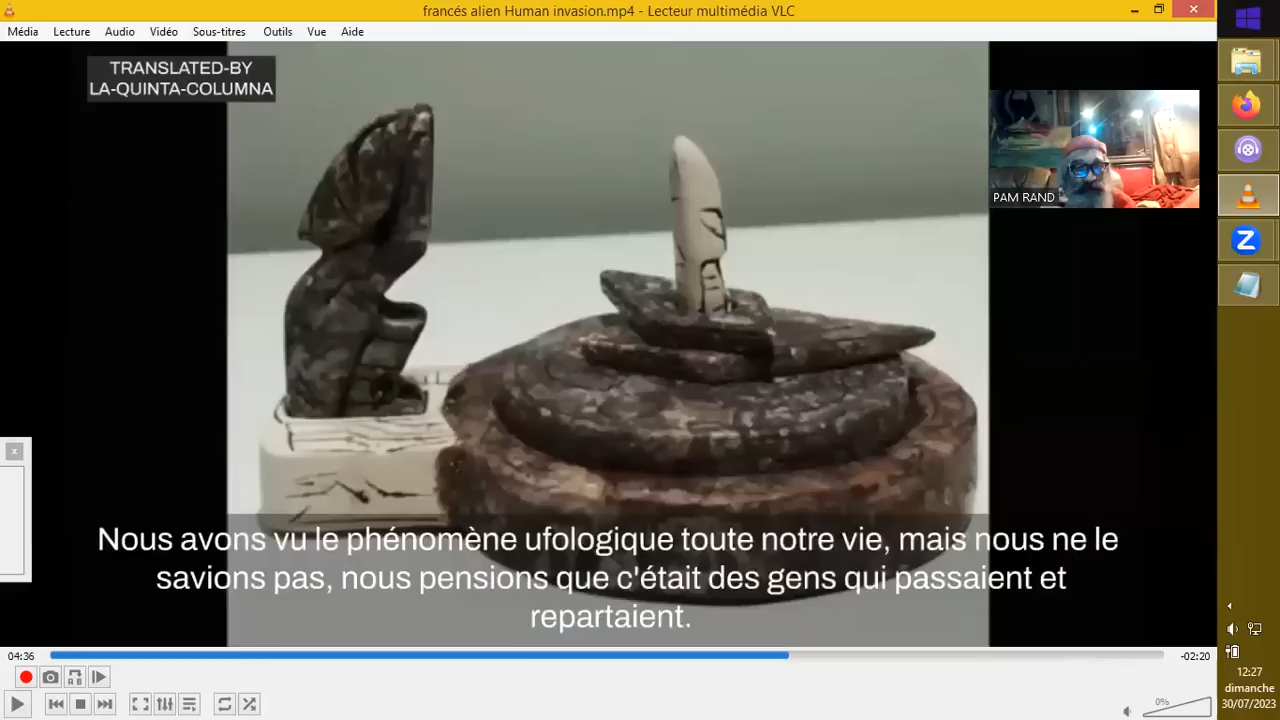 francés alien Human invasion.mp4 - Lecteur multimédia VLC
Média Lecture Audio Vidéo Sous-titres Outils Vue Aide
TRANSLATED-BY
LA-QUINTA-COLUMNA
PAM RAND
Nous avons vu le phénomène ufologique toute notre vie, mais nous ne le
savions pas, nous pensions que c'était des gens qui passaient et
repartaient.
04:36
-02:20
0%
12:27
dimanche
30/07/2023